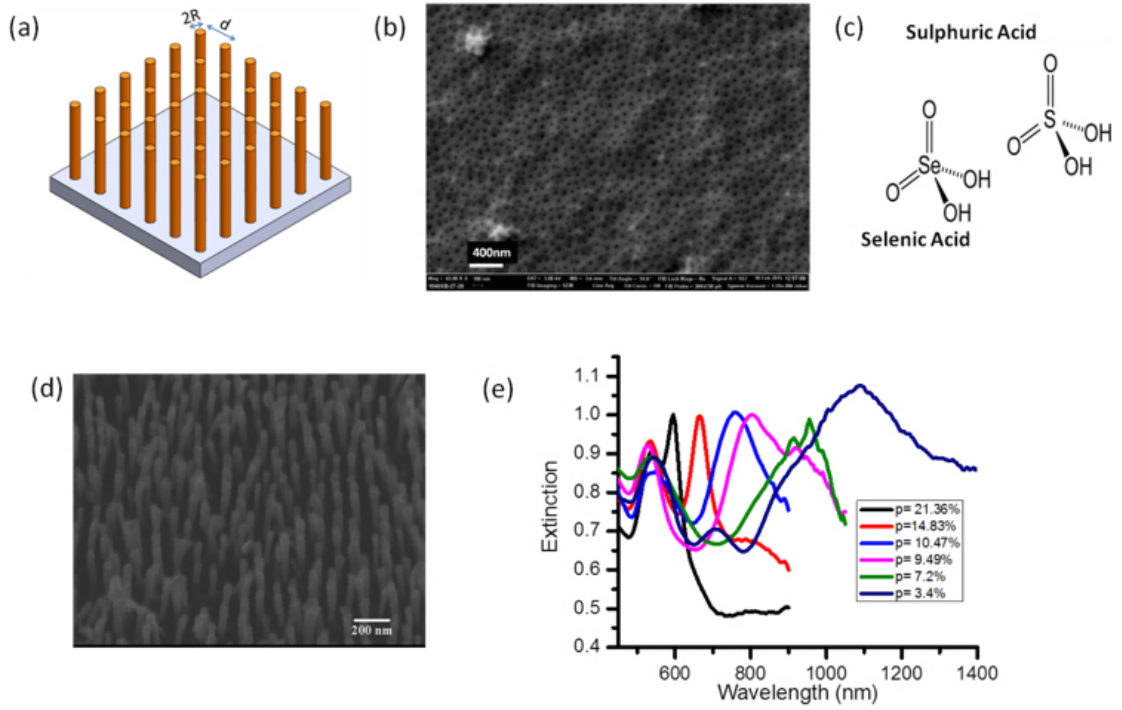 (a)
2R
d
(b)
400nm
(c)
Sulphuric Acid
O
S
O
OH
OH
O
Se
O
OH
OH
Selenic Acid
(d)
200 nm
(e)
Extinction
1.1
1.0
0.9
0.8
0.7
0.6
0.5
0.4
p= 21.36%
p=14.83%
p= 10.47%
p= 9.49%
p= 7.2%
p= 3.4%
600 800 1000 1200 1400
Wavelength (nm)